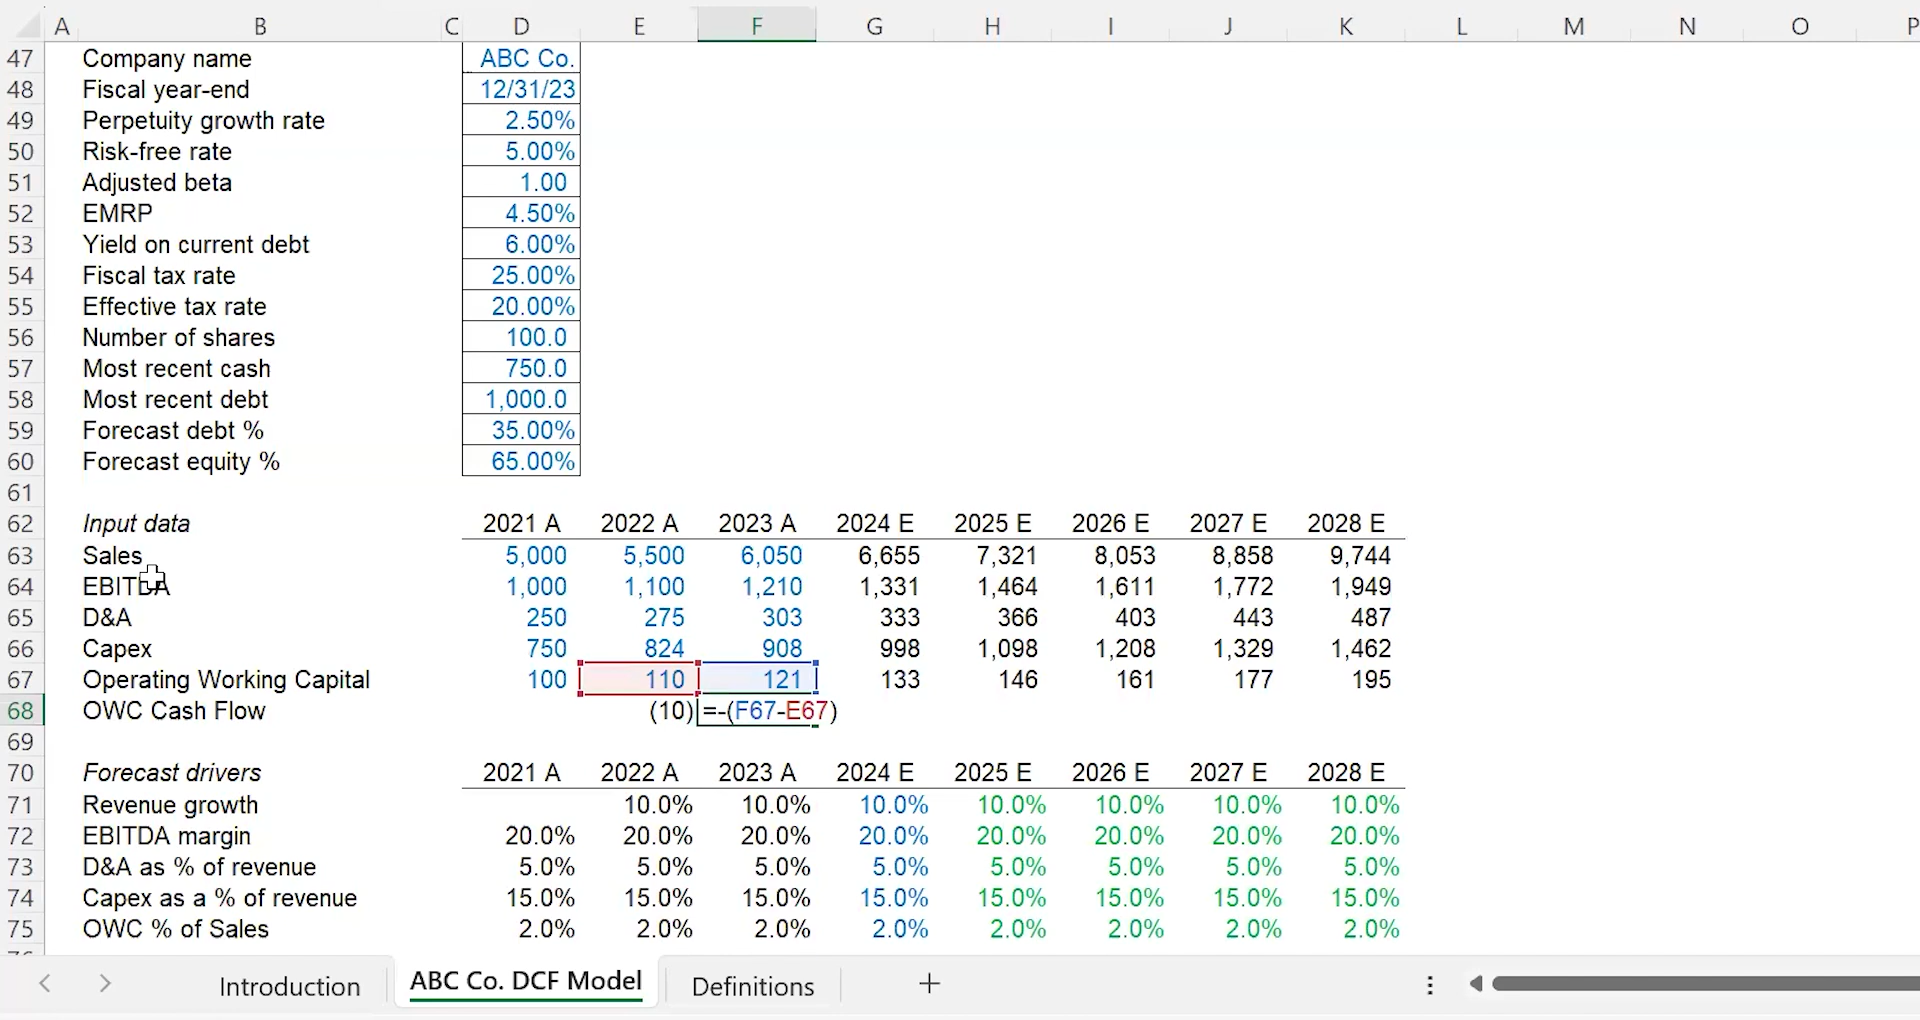 A B C D E F G H I J K L M N O P
47 Company name ABC Co.
48 Fiscal year-end 12/31/23
49 Perpetuity growth rate 2.50%
50 Risk-free rate 5.00%
51 Adjusted beta 1.00
52 EMRP 4.50%
53 Yield on current debt 6.00%
54 Fiscal tax rate 25.00%
55 Effective tax rate 20.00%
56 Number of shares 100.0
57 Most recent cash 750.0
58 Most recent debt 1,000.0
59 Forecast debt % 35.00%
60 Forecast equity % 65.00%
61
62 Input data 2021 A 2022 A 2023 A 2024 E 2025 E 2026 E 2027 E 2028 E
63 Sales 5,000 5,500 6,050 6,655 7,321 8,053 8,858 9,744
64 EBITDA 1,000 1,100 1,210 1,331 1,464 1,611 1,772 1,949
65 D&A 250 275 303 333 366 403 443 487
66 Capex 750 824 908 998 1,098 1,208 1,329 1,462
67 Operating Working Capital 100 110 121 133 146 161 177 195
68 OWC Cash Flow (10) =-(F67-E67)
69
70 Forecast drivers 2021 A 2022 A 2023 A 2024 E 2025 E 2026 E 2027 E 2028 E
71 Revenue growth 10.0% 10.0% 10.0% 10.0% 10.0% 10.0% 10.0%
72 EBITDA margin 20.0% 20.0% 20.0% 20.0% 20.0% 20.0% 20.0% 20.0%
73 D&A as % of revenue 5.0% 5.0% 5.0% 5.0% 5.0% 5.0% 5.0% 5.0%
74 Capex as a % of revenue 15.0% 15.0% 15.0% 15.0% 15.0% 15.0% 15.0% 15.0%
75 OWC % of Sales 2.0% 2.0% 2.0% 2.0% 2.0% 2.0% 2.0% 2.0%
Introduction ABC Co. DCF Model Definitions